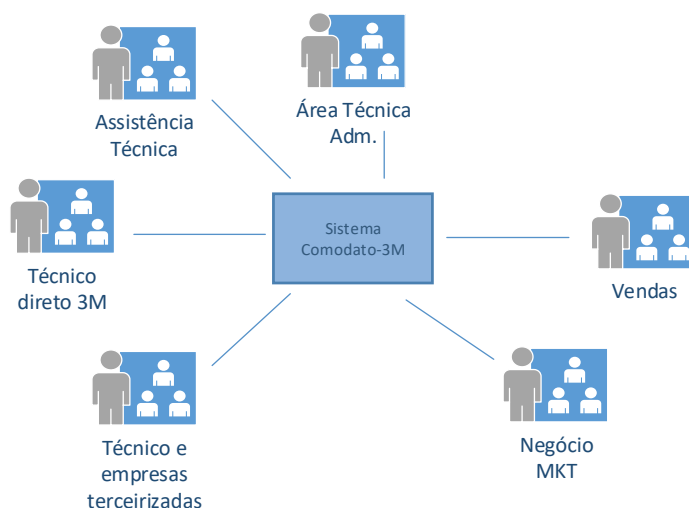 Assistência
Técnica
Área Técnica
Adm.
Sistema
Comodato-3M
Técnico
direto 3M
Vendas
Técnico e
empresas
terceirizadas
Negócio
MKT